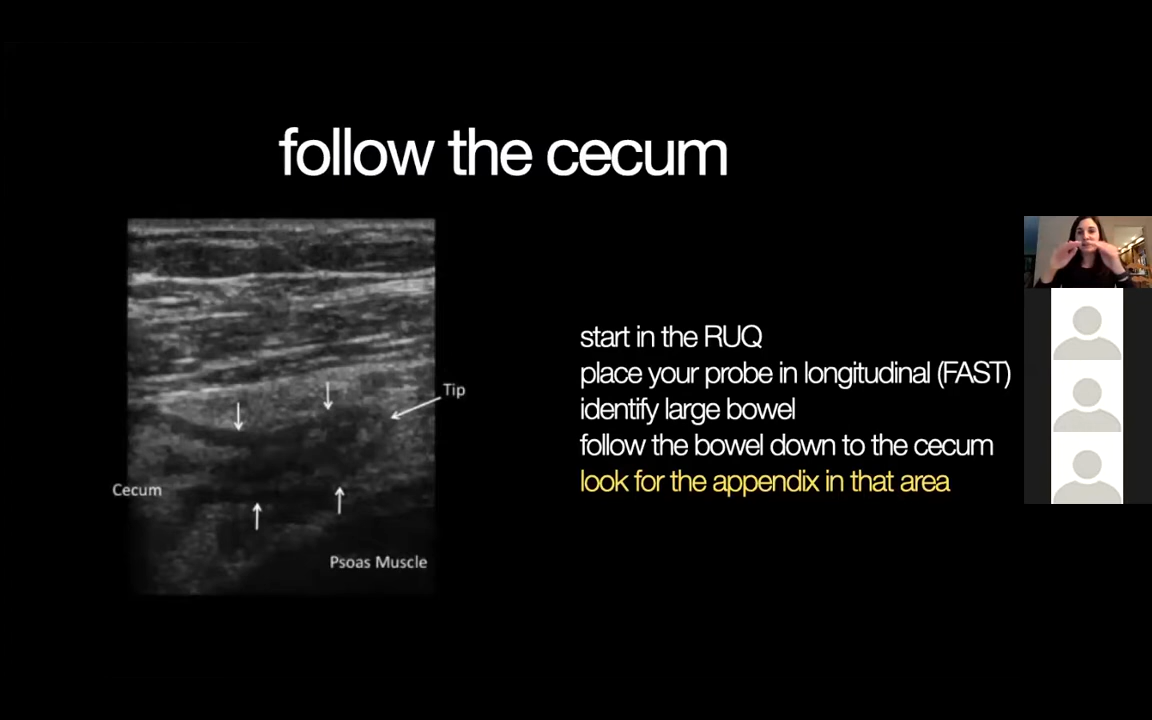 follow the cecum
Tip
Cecum
Psoas Muscle
start in the RUQ
place your probe in longitudinal (FAST)
identify large bowel
follow the bowel down to the cecum
look for the appendix in that area